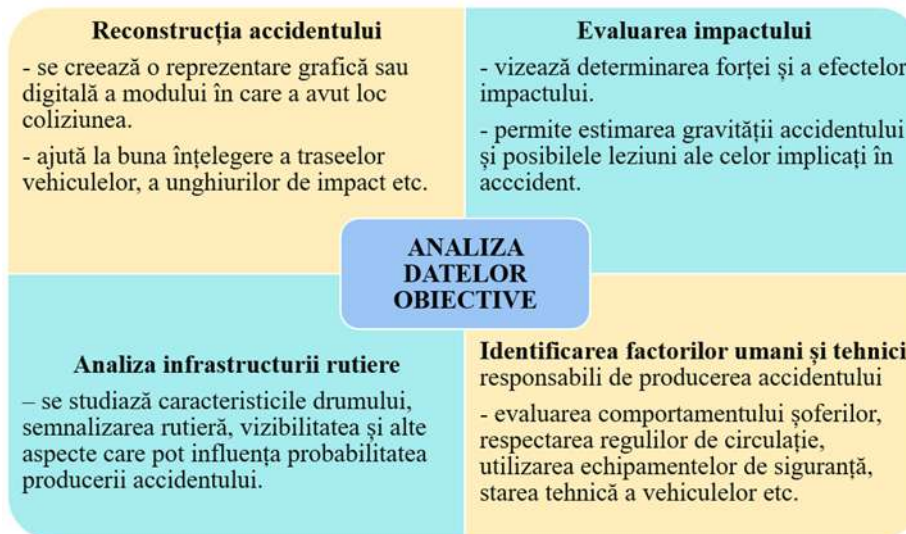 Reconstrucția accidentului
- se creează o reprezentare grafică sau
digitală a modului în care a avut loc
coliziunea.
- ajută la buna înțelegere a traseelor
vehiculelor, a unghiurilor de impact etc.
Evaluarea impactului
- vizează determinarea forței și a efectelor
impactului.
- permite estimarea gravității accidentului
și posibilele leziuni ale celor implicați în
acccident.
ANALIZA
DATELOR
OBIECTIVE
Analiza infrastructurii rutiere
– se studiază caracteristicile drumului,
semnalizarea rutieră, vizibilitatea și alte
aspecte care pot influența probabilitatea
producerii accidentului.
Identificarea factorilor umani și tehnici
responsabili de producerea accidentului
- evaluarea comportamentului șoferilor,
respectarea regulilor de circulație,
utilizarea echipamentelor de siguranță,
starea tehnică a vehiculelor etc.